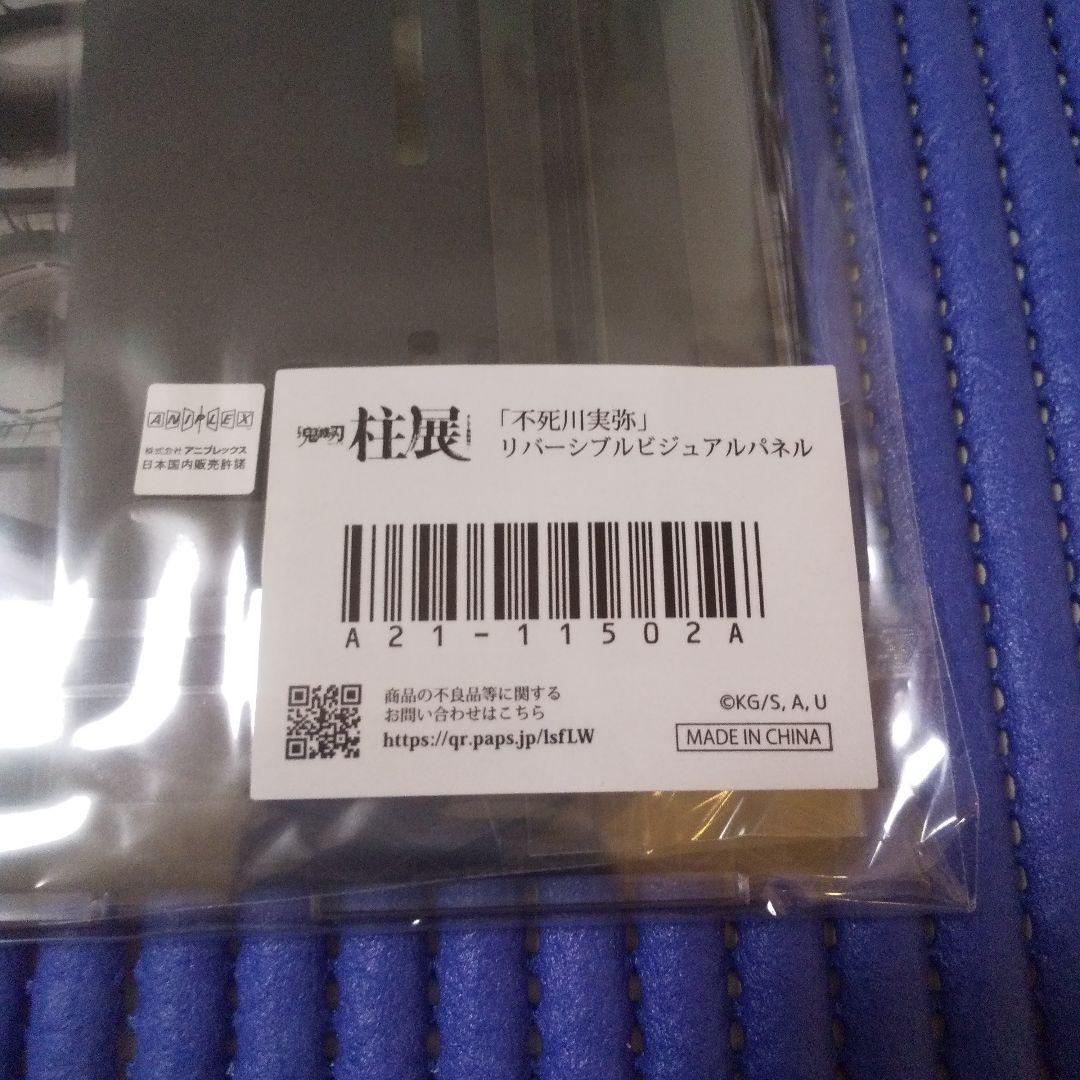 ANIPLEX
株式会社 アニプレックス
日本国内販売許諾
鬼滅の刃 柱展
「不死川実弥」
リバーシブルビジュアルパネル
A21-11502A
商品の不良品等に関する
お問い合わせはこちら
https://qr.paps.jp/lsfLW
©KG/S, A, U
MADE IN CHINA